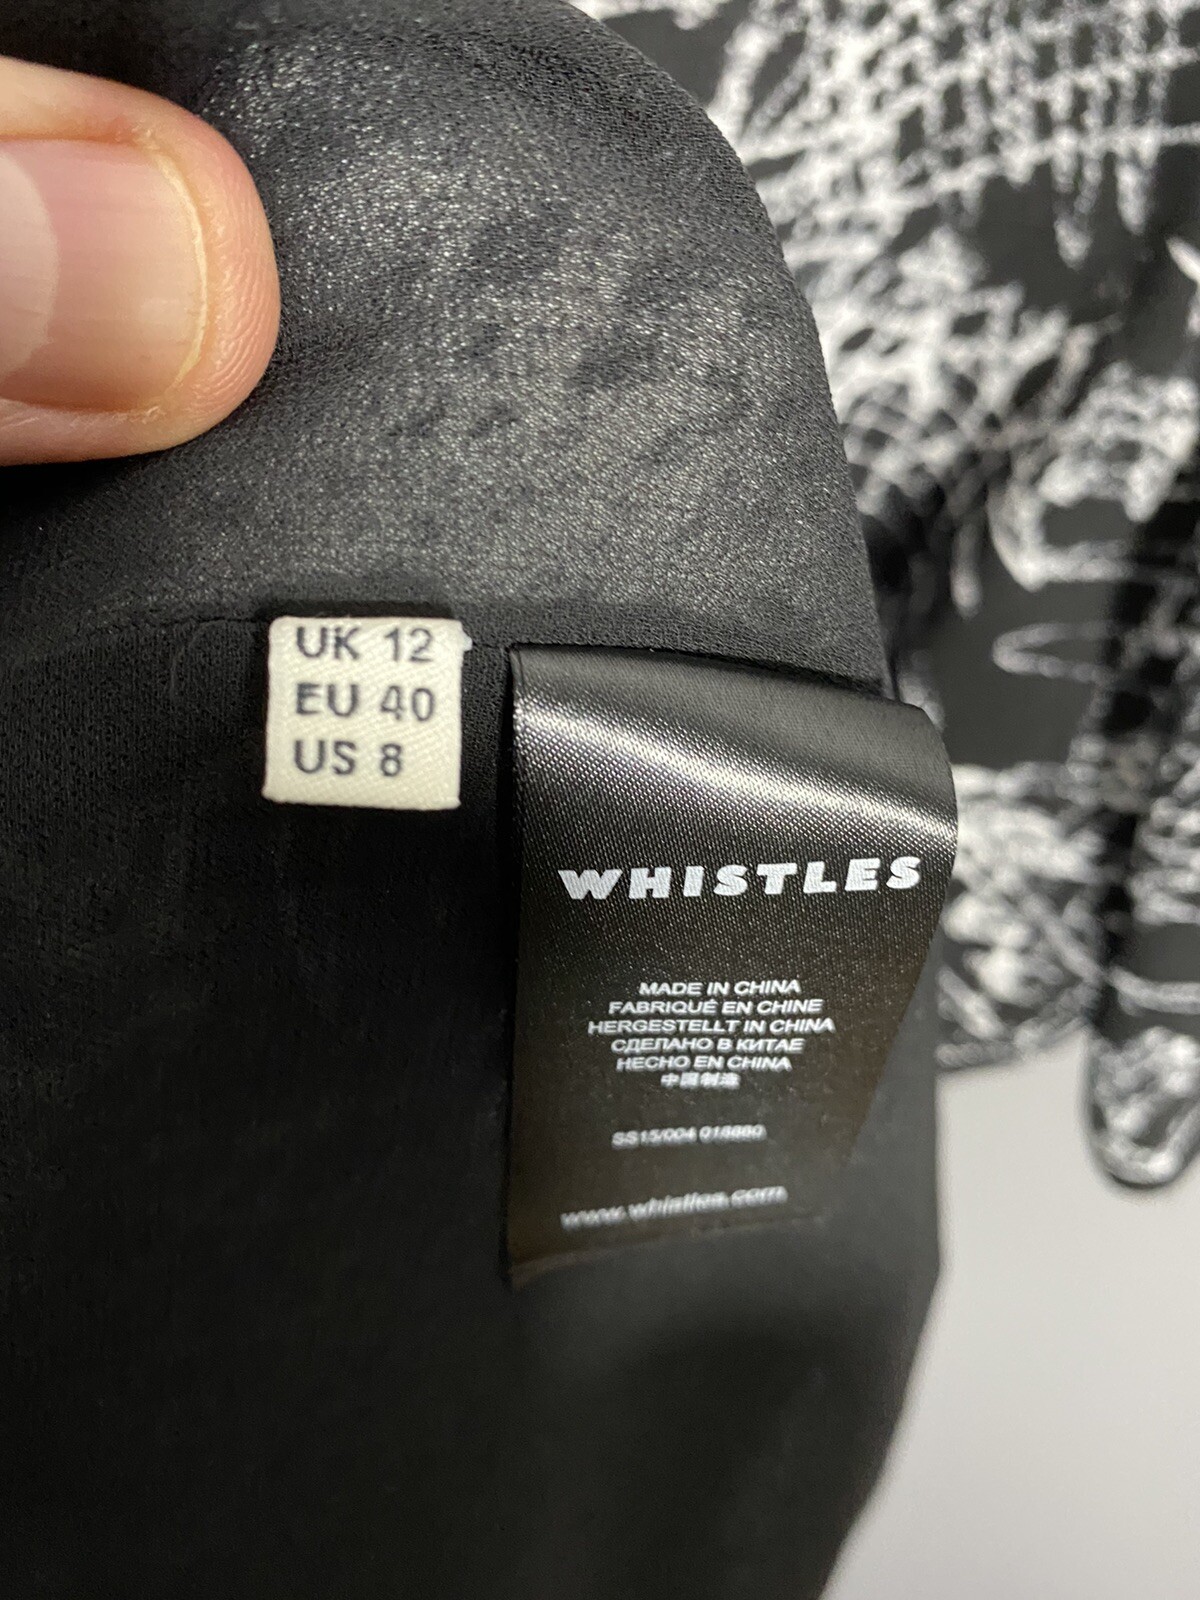 UK 12
EU 40
US 8
WHISTLES
MADE IN CHINA
FABRIQUÉ EN CHINE
HERGESTELLT IN CHINA
СДЕЛАНО В КИТАЕ
HECHO EN CHINA
中国制造
SS15/004
www.whistles.com